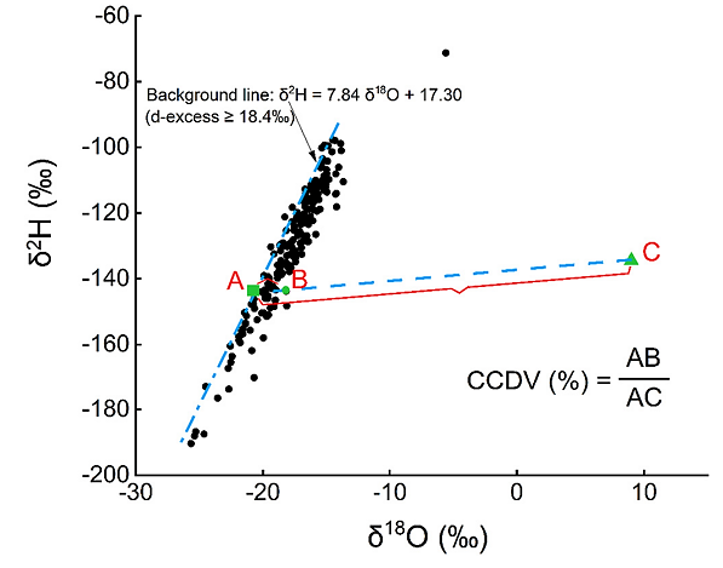 -60
-80
Background line: δ²H = 7.84 δ¹⁸O + 17.30
(d-excess ≥ 18.4‰)
-100
-120
δ²H (‰)
-140
A
B
C
-160
CCDV (%) = AB
AC
-180
-200
-30 -20 -10 0 10
δ¹⁸O (‰)